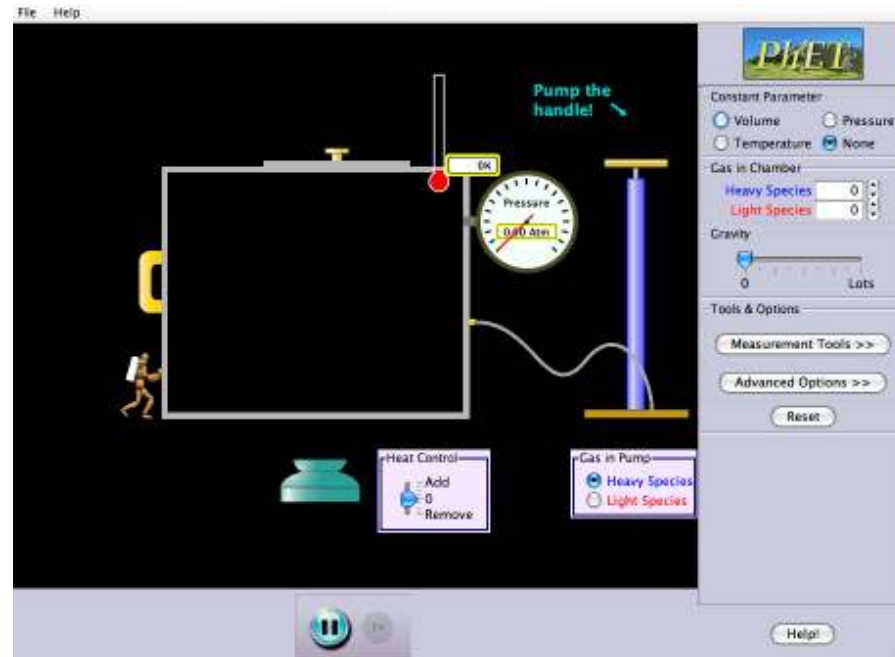 File Help
Pump the
handle!
0K
Pressure
0.00 Atm
Heat Control
Add
0
Remove
Gas in Pump
Heavy Species
Light Species
PhET
Constant Parameter
Volume Pressure
Temperature None
Gas in Chamber
Heavy Species 0
Light Species 0
Gravity
0 Lots
Tools & Options
Measurement Tools >>
Advanced Options >>
Reset
Help!